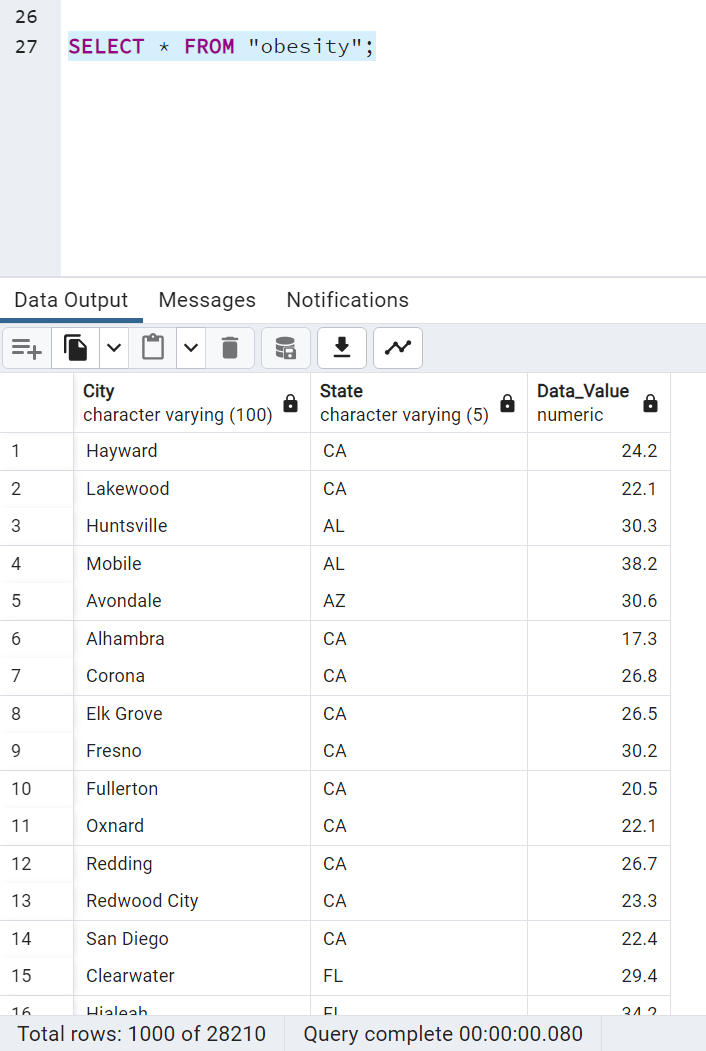 26
27 SELECT * FROM "obesity";
Data Output Messages Notifications
City State Data_Value
character varying (100) character varying (5) numeric
1 Hayward CA 24.2
2 Lakewood CA 22.1
3 Huntsville AL 30.3
4 Mobile AL 38.2
5 Avondale AZ 30.6
6 Alhambra CA 17.3
7 Corona CA 26.8
8 Elk Grove CA 26.5
9 Fresno CA 30.2
10 Fullerton CA 20.5
11 Oxnard CA 22.1
12 Redding CA 26.7
13 Redwood City CA 23.3
14 San Diego CA 22.4
15 Clearwater FL 29.4
16 Hialeah FL 34.2
Total rows: 1000 of 28210 Query complete 00:00:00.080